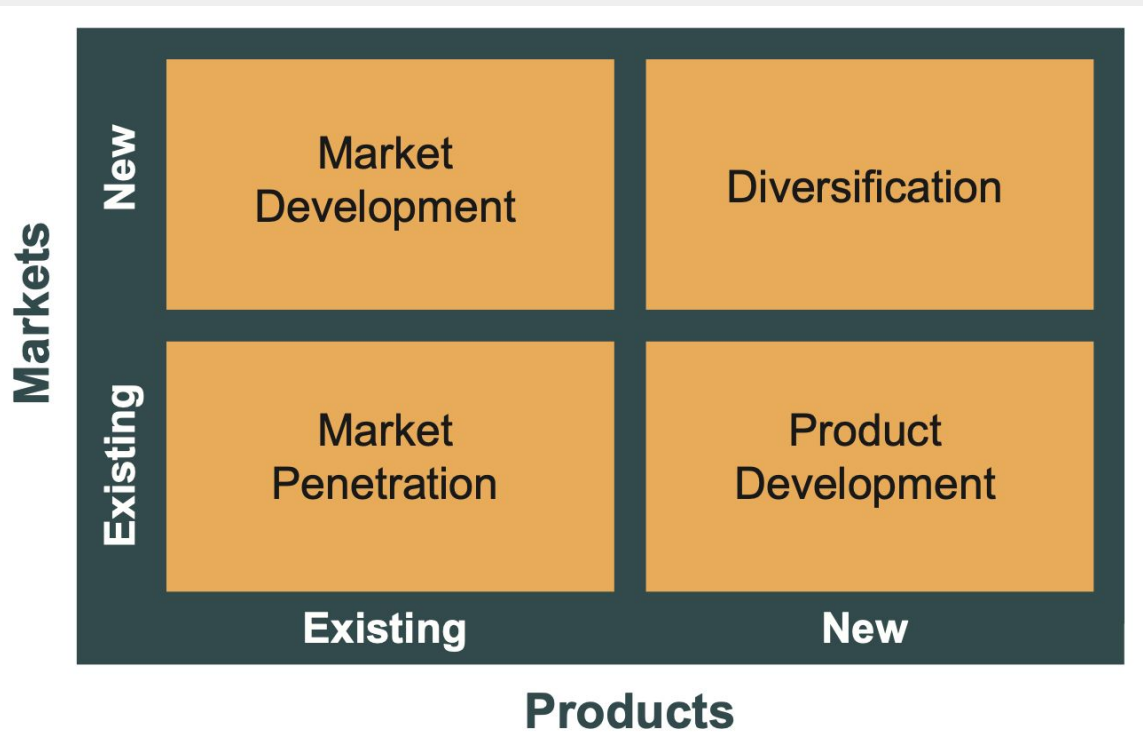 Markets
New
Market
Development
Diversification
Existing
Market
Penetration
Product
Development
Existing
New
Products